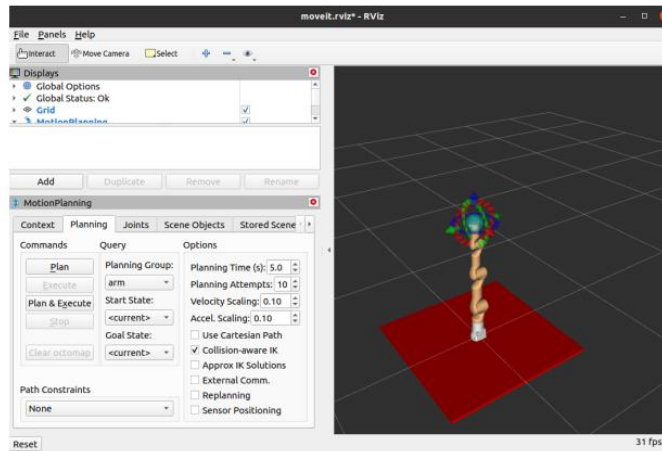 moveit.rviz* - RViz
File Panels Help
Interact Move Camera Select
Displays
Global Options
Global Status: Ok
Grid
MotionPlanning
Add Duplicate Remove Rename
MotionPlanning
Context Planning Joints Scene Objects Stored Scene
Commands Query Options
Plan Planning Group: Planning Time (s): 5.0
Execute arm Planning Attempts: 10
Plan & Execute Start State: Velocity Scaling: 0.10
Stop <current> Accel. Scaling: 0.10
Goal State: Use Cartesian Path
Clear octomap <current> Collision-aware IK
Approx IK Solutions
External Comm.
Path Constraints Replanning
None Sensor Positioning
Reset 31 fps